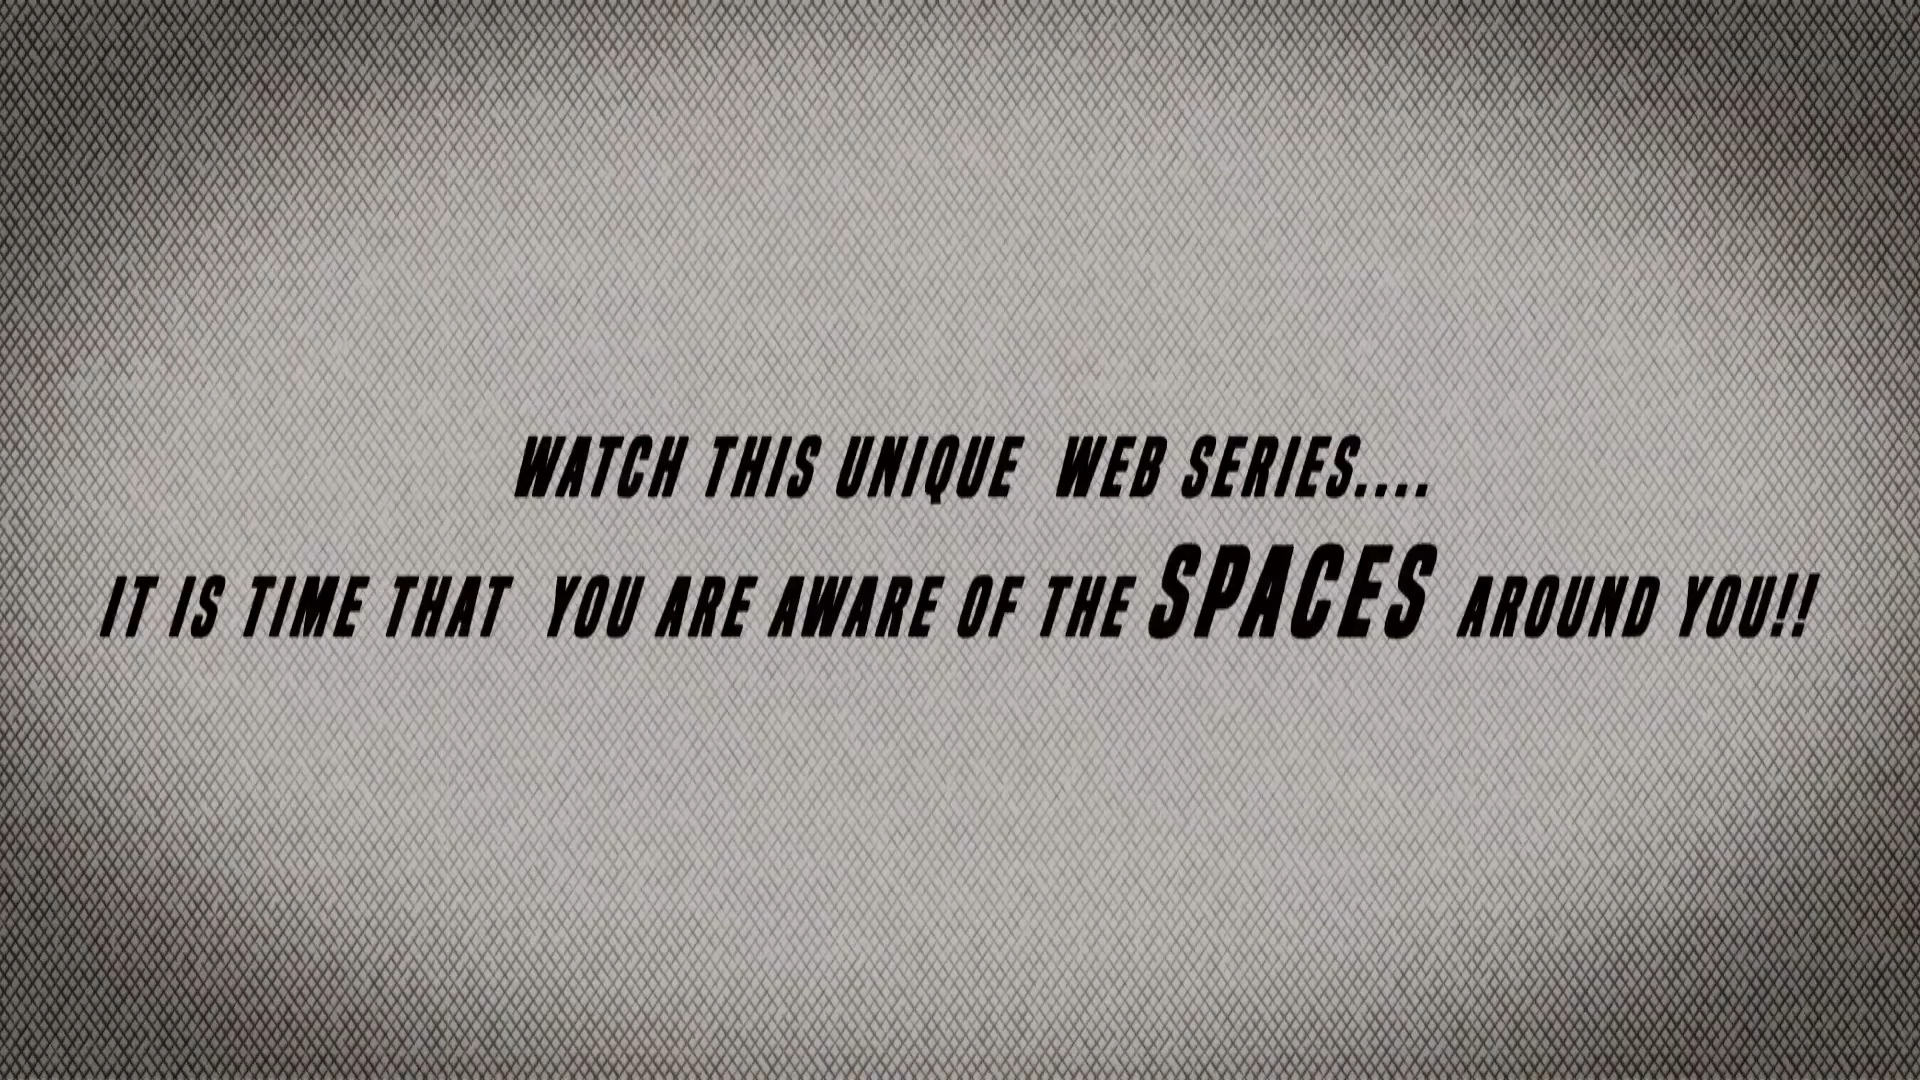 WATCH THIS UNIQUE WEB SERIES....
IT IS TIME THAT YOU ARE AWARE OF THE SPACES AROUND YOU!!